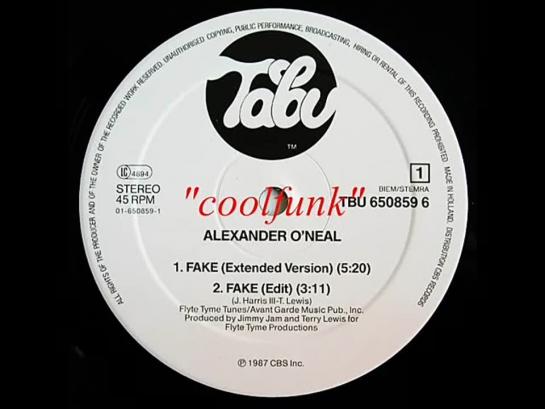 ALL RIGHTS OF THE PRODUCER AND OF THE OWNER OF THE RECORDED WORK RESERVED. UNAUTHORISED COPYING, PUBLIC PERFORMANCE, BROADCASTING, HIRING OR RENTAL OF THIS RECORDING PROHIBITED. MADE IN HOLLAND. DISTRIBUTION CBS RECORDS
Tabu
TM
LC 4694
STEREO
45 RPM
01-650859-1
1
BIEM/STEMRA
TBU 650859 6
"coolfunk"
ALEXANDER O'NEAL
1. FAKE (Extended Version) (5:20)
2. FAKE (Edit) (3:11)
(J. Harris III-T. Lewis)
Flyte Tyme Tunes/Avant Garde Music Pub., Inc.
Produced by Jimmy Jam and Terry Lewis for
Flyte Tyme Productions
℗ 1987 CBS Inc.